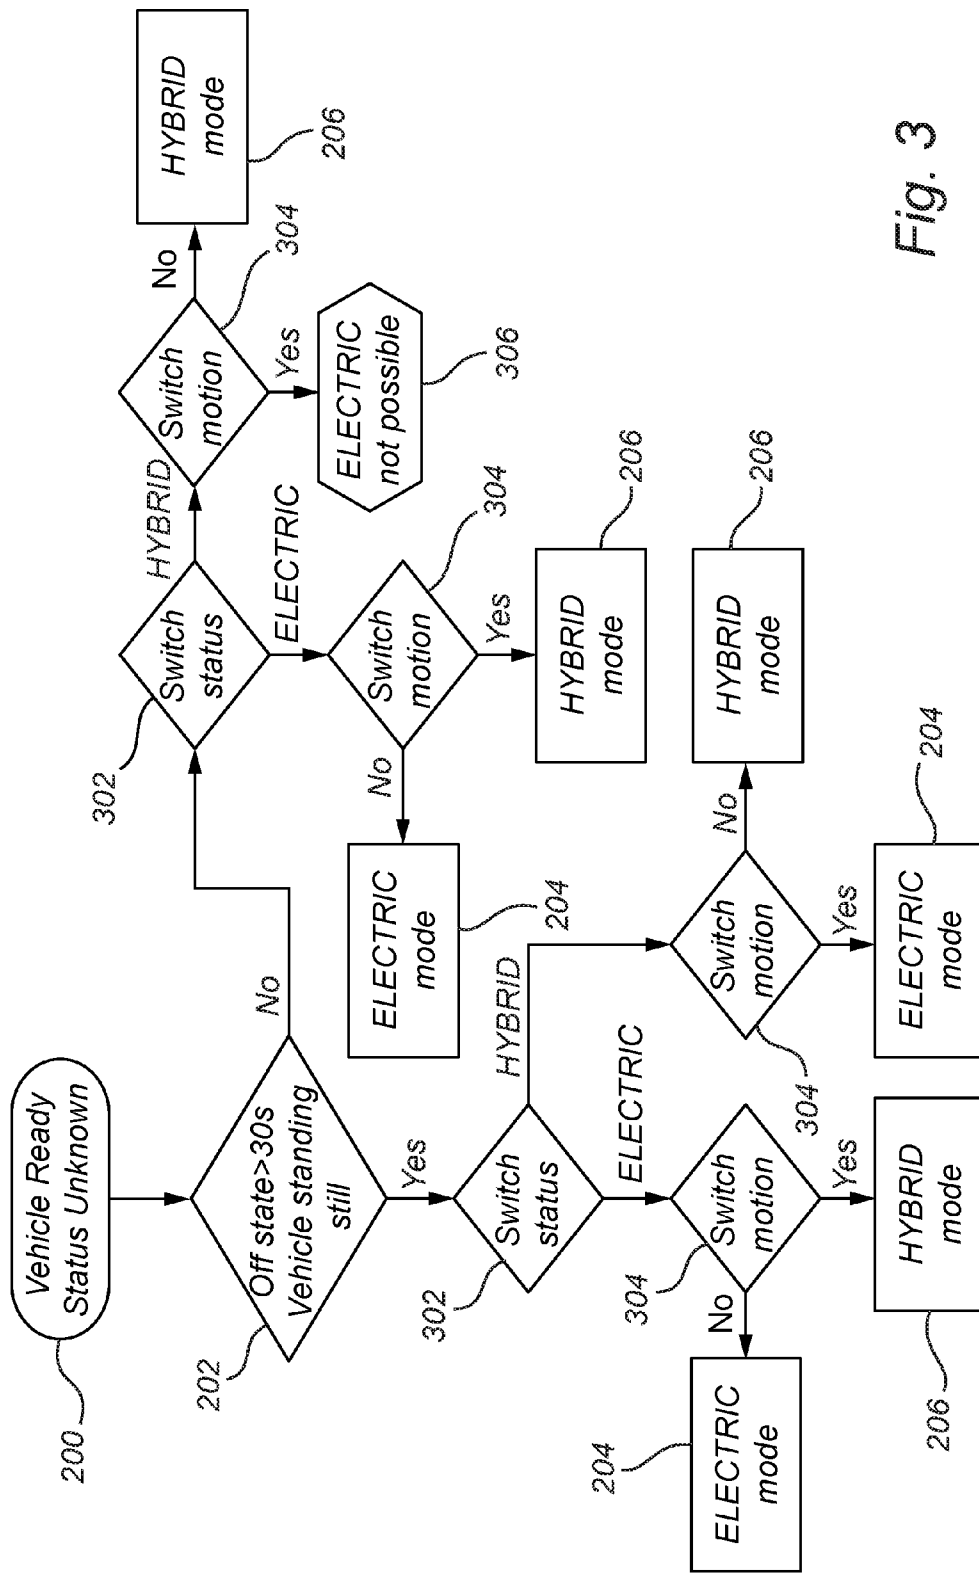 Vehicle Ready
Status Unknown
200
Off state>30s
Vehicle standing
still
202
No
Yes
Switch
status
302
HYBRID
ELECTRIC
Switch
motion
304
No
Yes
HYBRID
mode
206
ELECTRIC
not possible
306
Switch
motion
304
No
Yes
ELECTRIC
mode
204
HYBRID
mode
206
Switch
status
302
HYBRID
ELECTRIC
Switch
motion
304
No
Yes
HYBRID
mode
206
ELECTRIC
mode
204
Switch
motion
304
No
Yes
ELECTRIC
mode
204
HYBRID
mode
206
Fig. 3